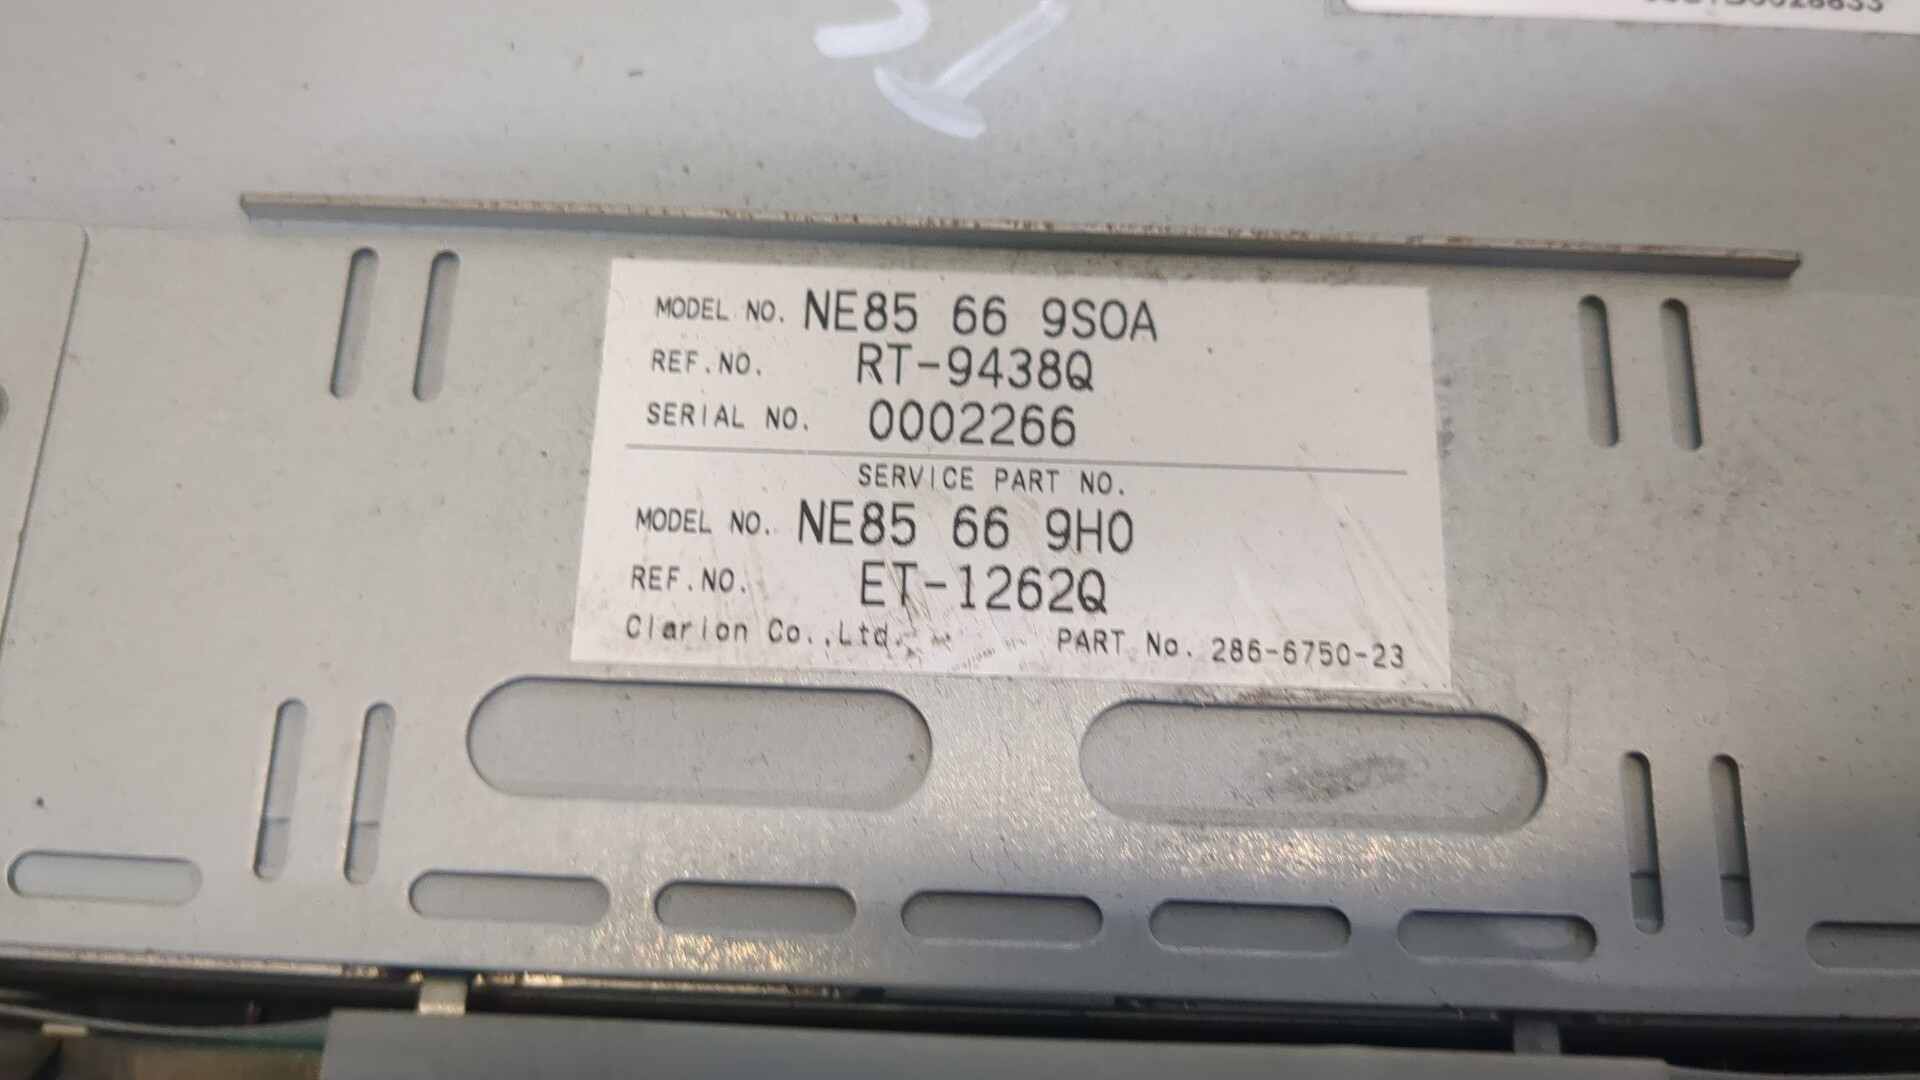 MODEL NO. NE85 66 9S0A
REF.NO. RT-9438Q
SERIAL NO. 0002266
SERVICE PART NO.
MODEL NO. NE85 66 9H0
REF.NO. ET-1262Q
Clarion Co.,Ltd. PART No. 286-6750-23